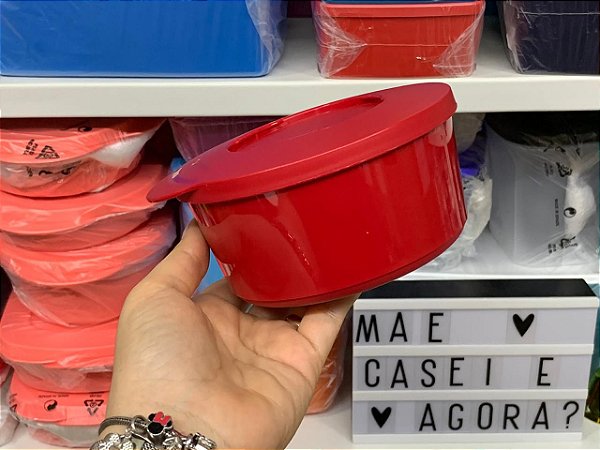 MAE ♥
CASEI E
♥ AGORA?